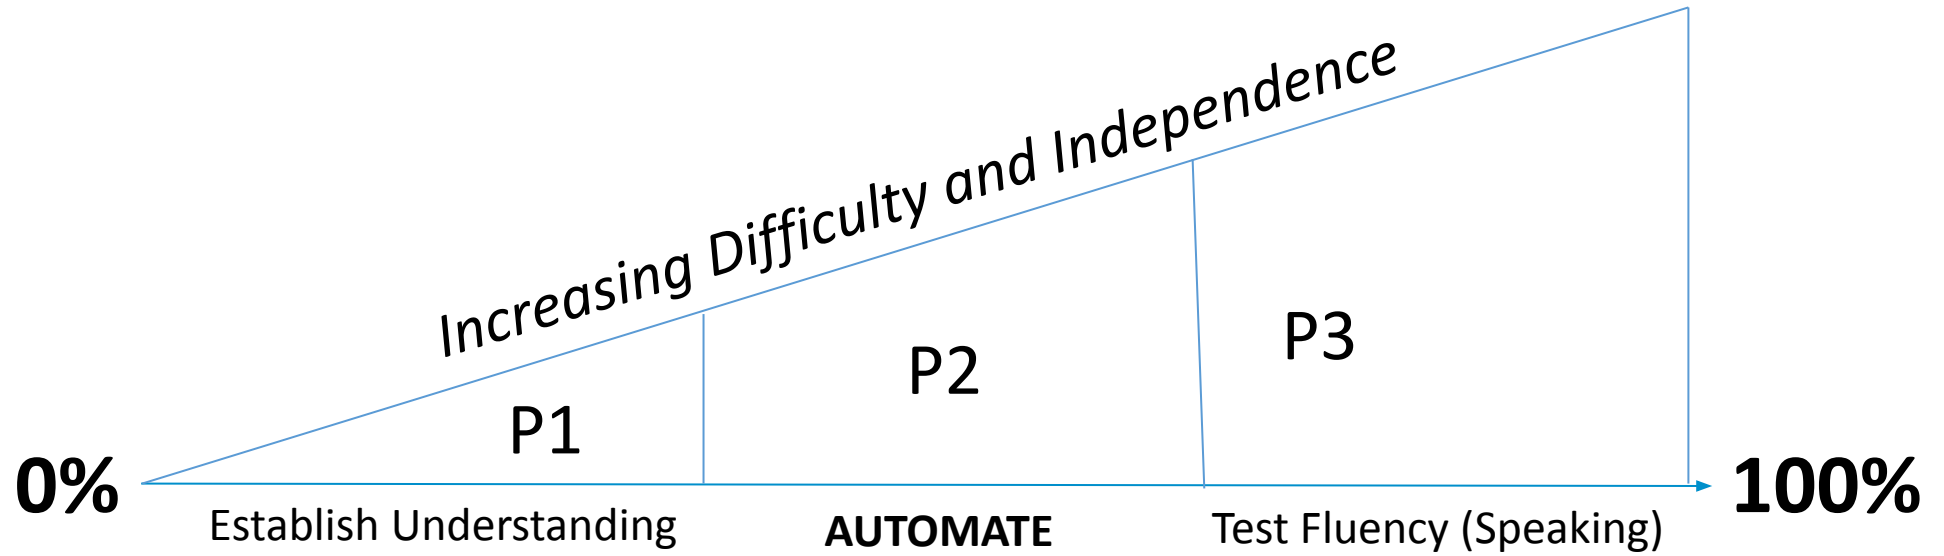 Increasing Difficulty and Independence
P1
P2
P3
0%
100%
Establish Understanding
AUTOMATE
Test Fluency (Speaking)